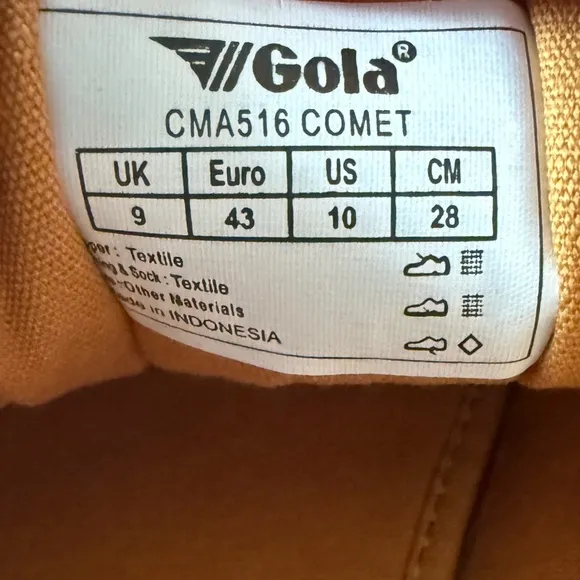 Gola®
CMA516 COMET
UK Euro US CM
9 43 10 28
: Textile
& Sock : Textile
Other Materials
in INDONESIA